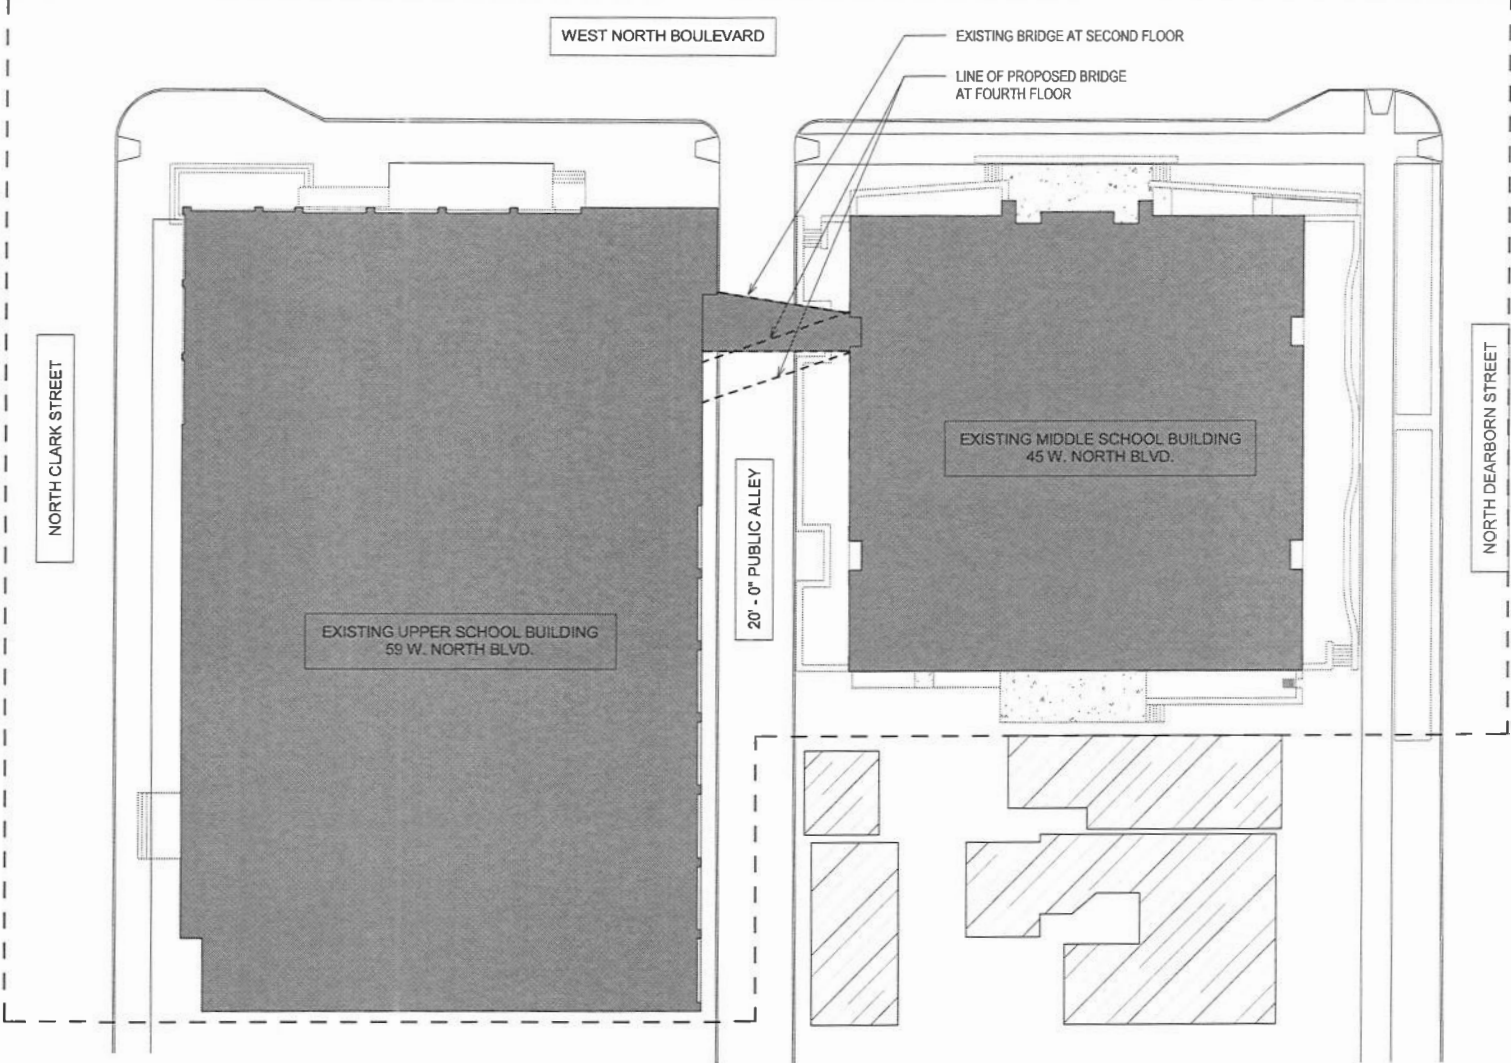 WEST NORTH BOULEVARD
EXISTING BRIDGE AT SECOND FLOOR
LINE OF PROPOSED BRIDGE
AT FOURTH FLOOR
NORTH CLARK STREET
EXISTING UPPER SCHOOL BUILDING
59 W. NORTH BLVD.
20' - 0" PUBLIC ALLEY
EXISTING MIDDLE SCHOOL BUILDING
45 W. NORTH BLVD.
NORTH DEARBORN STREET